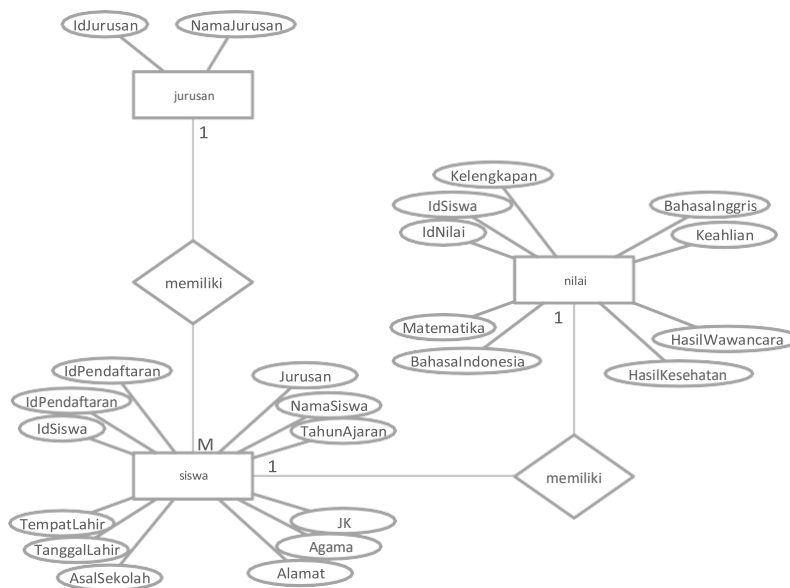 IdJurusan
NamaJurusan
jurusan
1
memiliki
Kelengkapan
IdSiswa
IdNilai
BahasaInggris
Keahlian
nilai
1
Matematika
BahasaIndonesia
HasilWawancara
HasilKesehatan
IdPendaftaran
IdPendaftaran
IdSiswa
Jurusan
NamaSiswa
TahunAjaran
M
siswa
1
memiliki
TempatLahir
TanggalLahir
AsalSekolah
JK
Agama
Alamat